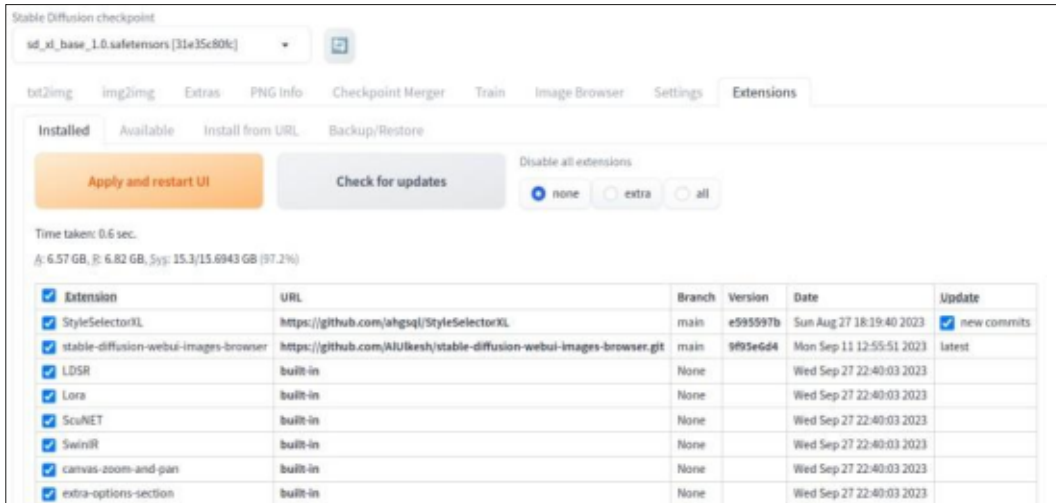 Stable Diffusion checkpoint
sd_xl_base_1.0.safetensors [31e35c80fc]
txt2img img2img Extras PNG Info Checkpoint Merger Train Image Browser Settings Extensions
Installed Available Install from URL Backup/Restore
Disable all extensions
Apply and restart UI Check for updates none extra all
Time taken: 0.6 sec.
A: 6.57 GB, R: 6.82 GB, Sys: 15.3/15.6943 GB (97.2%)
Extension URL Branch Version Date Update
StyleSelectorXL https://github.com/ahgsql/StyleSelectorXL main e595597b Sun Aug 27 18:19:40 2023 new commits
stable-diffusion-webui-images-browser https://github.com/AlUlkesh/stable-diffusion-webui-images-browser.git main 9f95e6d4 Mon Sep 11 12:55:51 2023 latest
LDSR built-in None Wed Sep 27 22:40:03 2023
Lora built-in None Wed Sep 27 22:40:03 2023
ScuNET built-in None Wed Sep 27 22:40:03 2023
SwinIR built-in None Wed Sep 27 22:40:03 2023
canvas-zoom-and-pan built-in None Wed Sep 27 22:40:03 2023
extra-options-section built-in None Wed Sep 27 22:40:03 2023